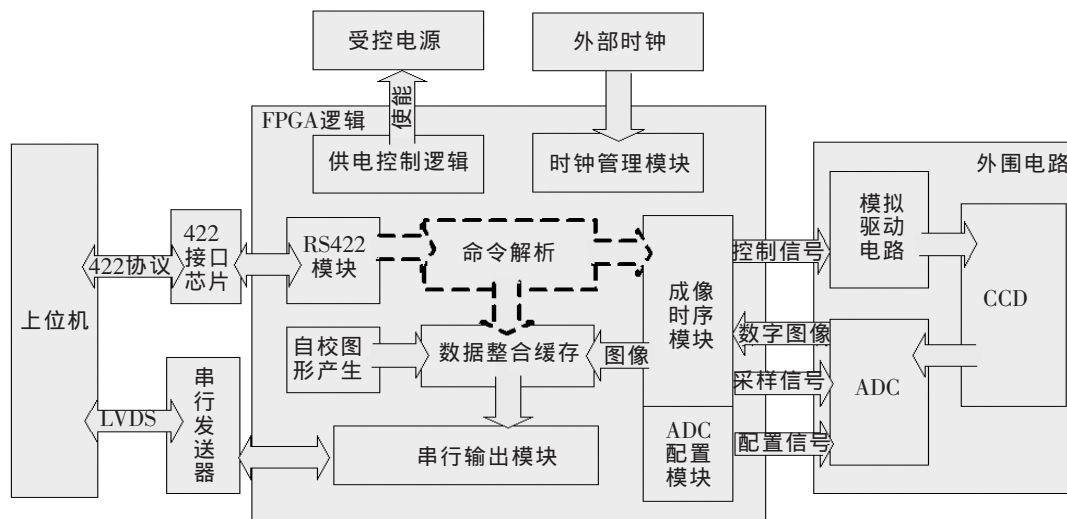 受控电源
外部时钟
使能
FPGA逻辑
供电控制逻辑
时钟管理模块
外围电路
上位机
422协议
422
接口
芯片
RS422
模块
命令解析
成像
时序
模块
控制信号
模拟
驱动
电路
CCD
自校图
形产生
数据整合缓存
图像
数字图像
采样信号
ADC
LVDS
串
行
发
送
器
串行输出模块
ADC
配置
模块
配置信号